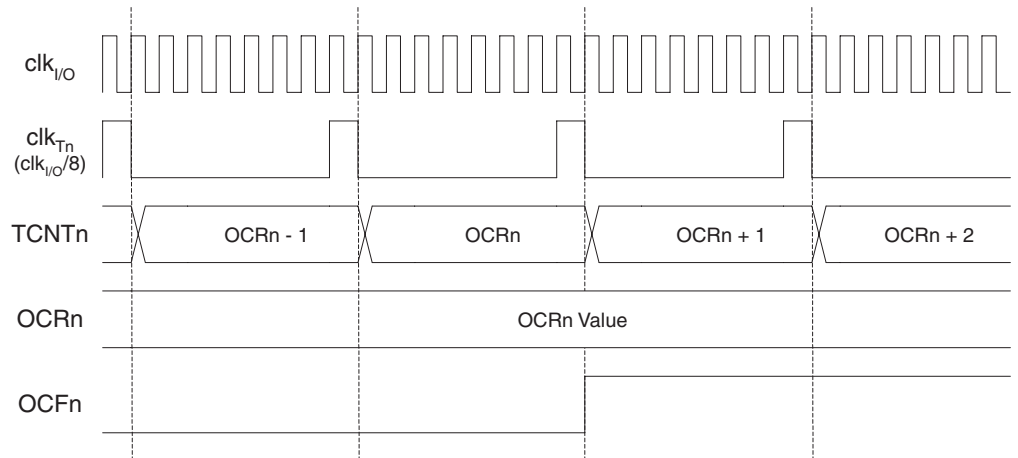 clkI/O
clkTn
(clkI/O/8)
TCNTn
OCRn - 1
OCRn
OCRn + 1
OCRn + 2
OCRn
OCRn Value
OCFn